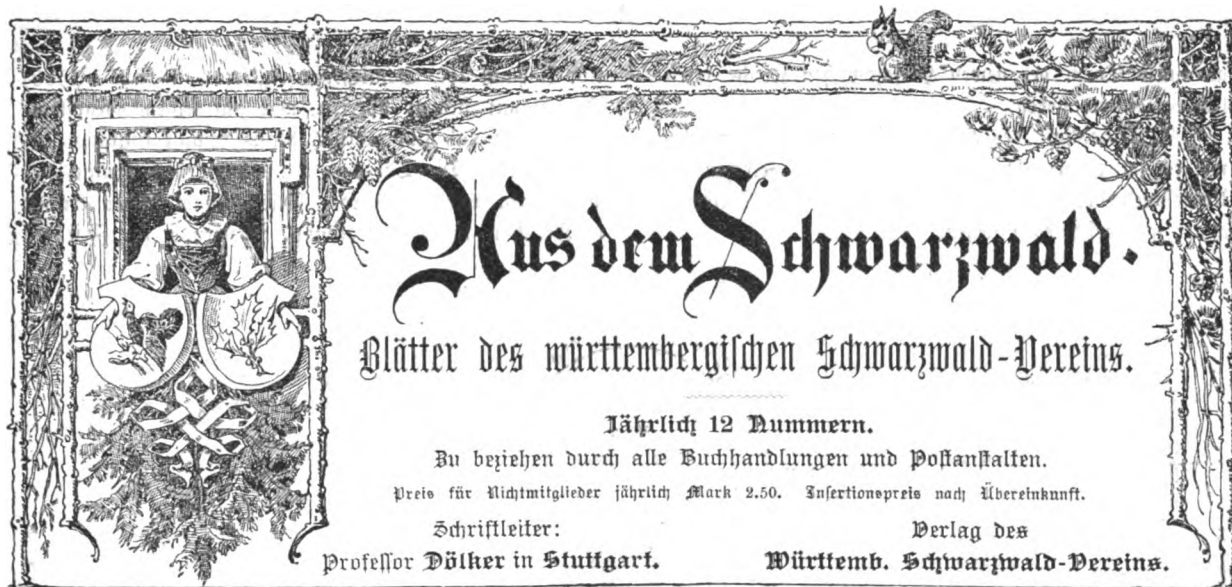 Aus dem Schwarzwald.
Blätter des württembergischen Schwarzwald-Vereins.
Jährlich 12 Nummern.
Zu beziehen durch alle Buchhandlungen und Postanstalten.
Preis für Nichtmitglieder jährlich Mark 2.50. Insertionspreis nach Übereinkunft.
Schriftleiter:
Professor Dölker in Stuttgart.
Verlag des
Württemb. Schwarzwald-Vereins.